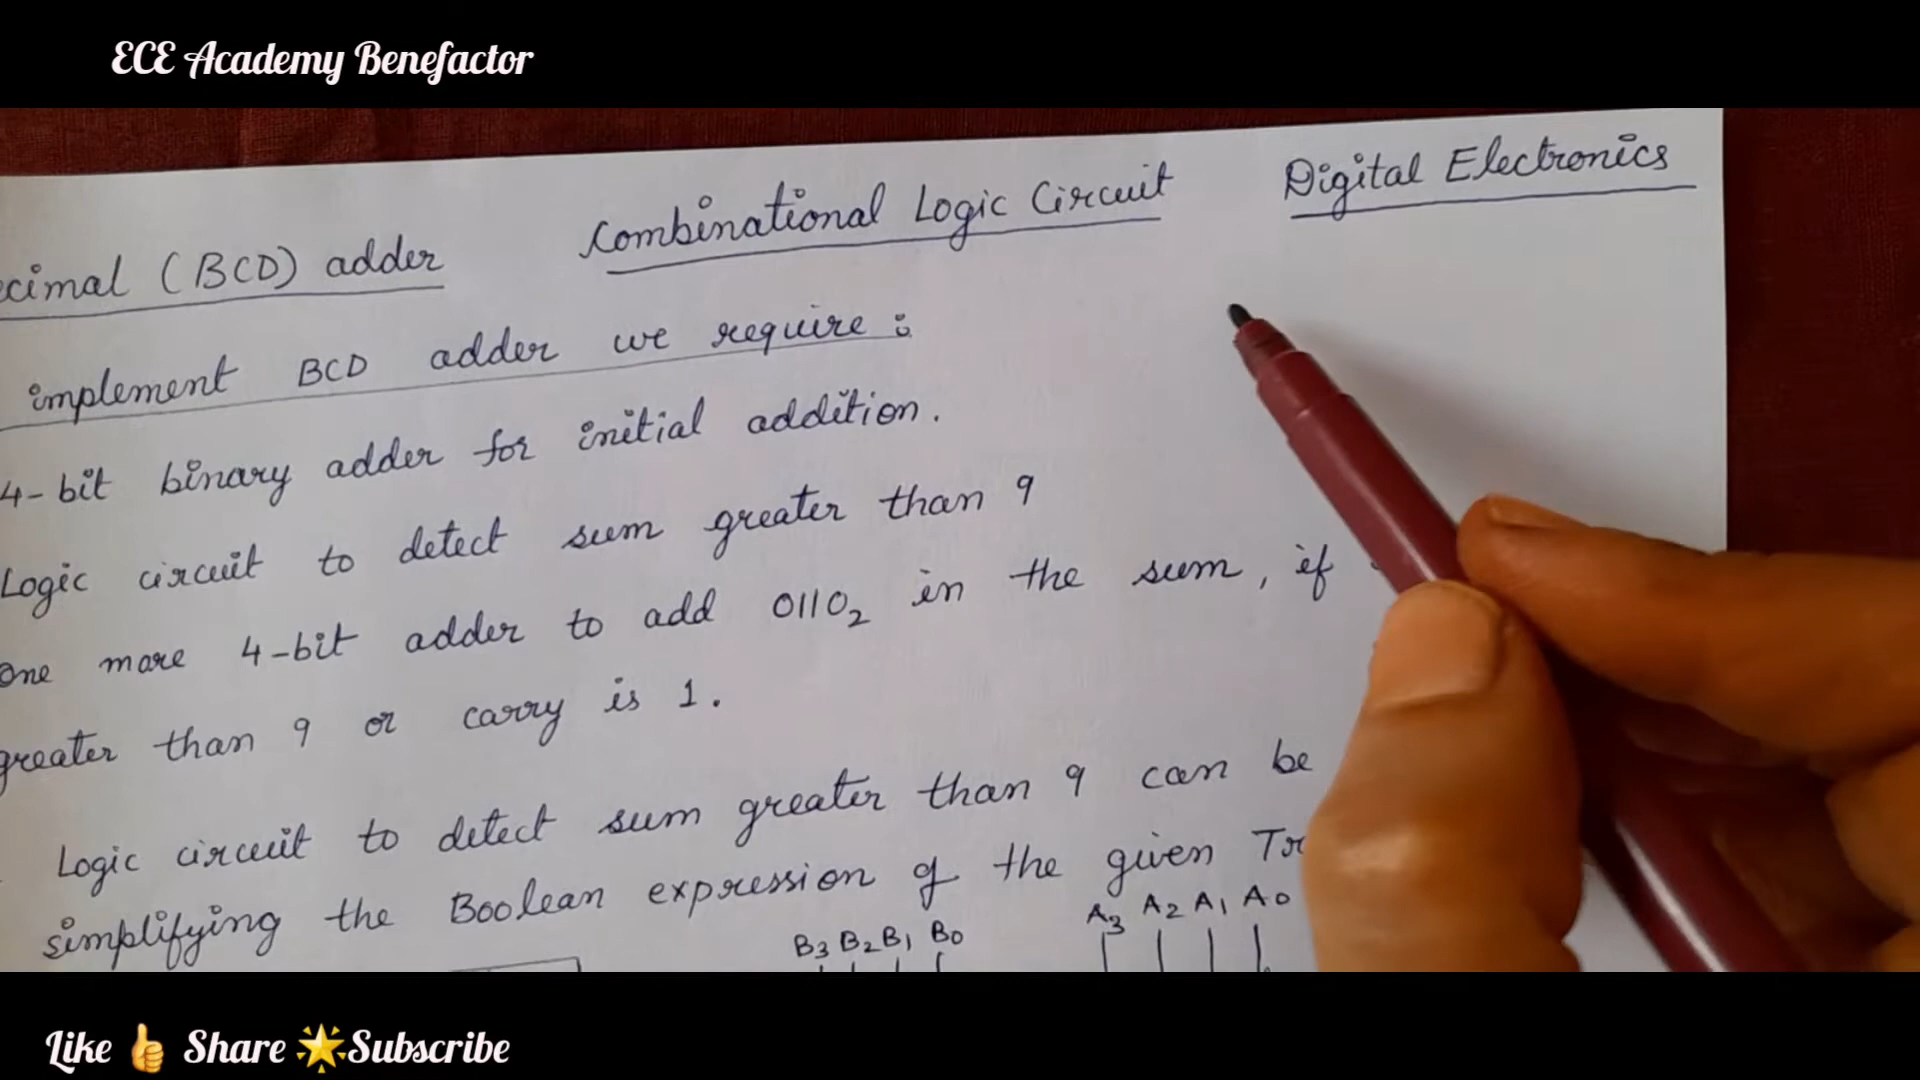 ECE Academy Benefactor
Digital Electronics
Combinational Logic Circuit
cimal (BCD) adder
implement BCD adder we require :
4-bit binary adder for initial addition.
Logic circuit to detect sum greater than 9
One more 4-bit adder to add 0110₂ in the sum, if
greater than 9 or carry is 1.
Logic circuit to detect sum greater than 9 can be
simplifying the Boolean expression of the given
B₃ B₂ B₁ B₀
A₃ A₂ A₁ A₀
Like 👍 Share 🌟Subscribe